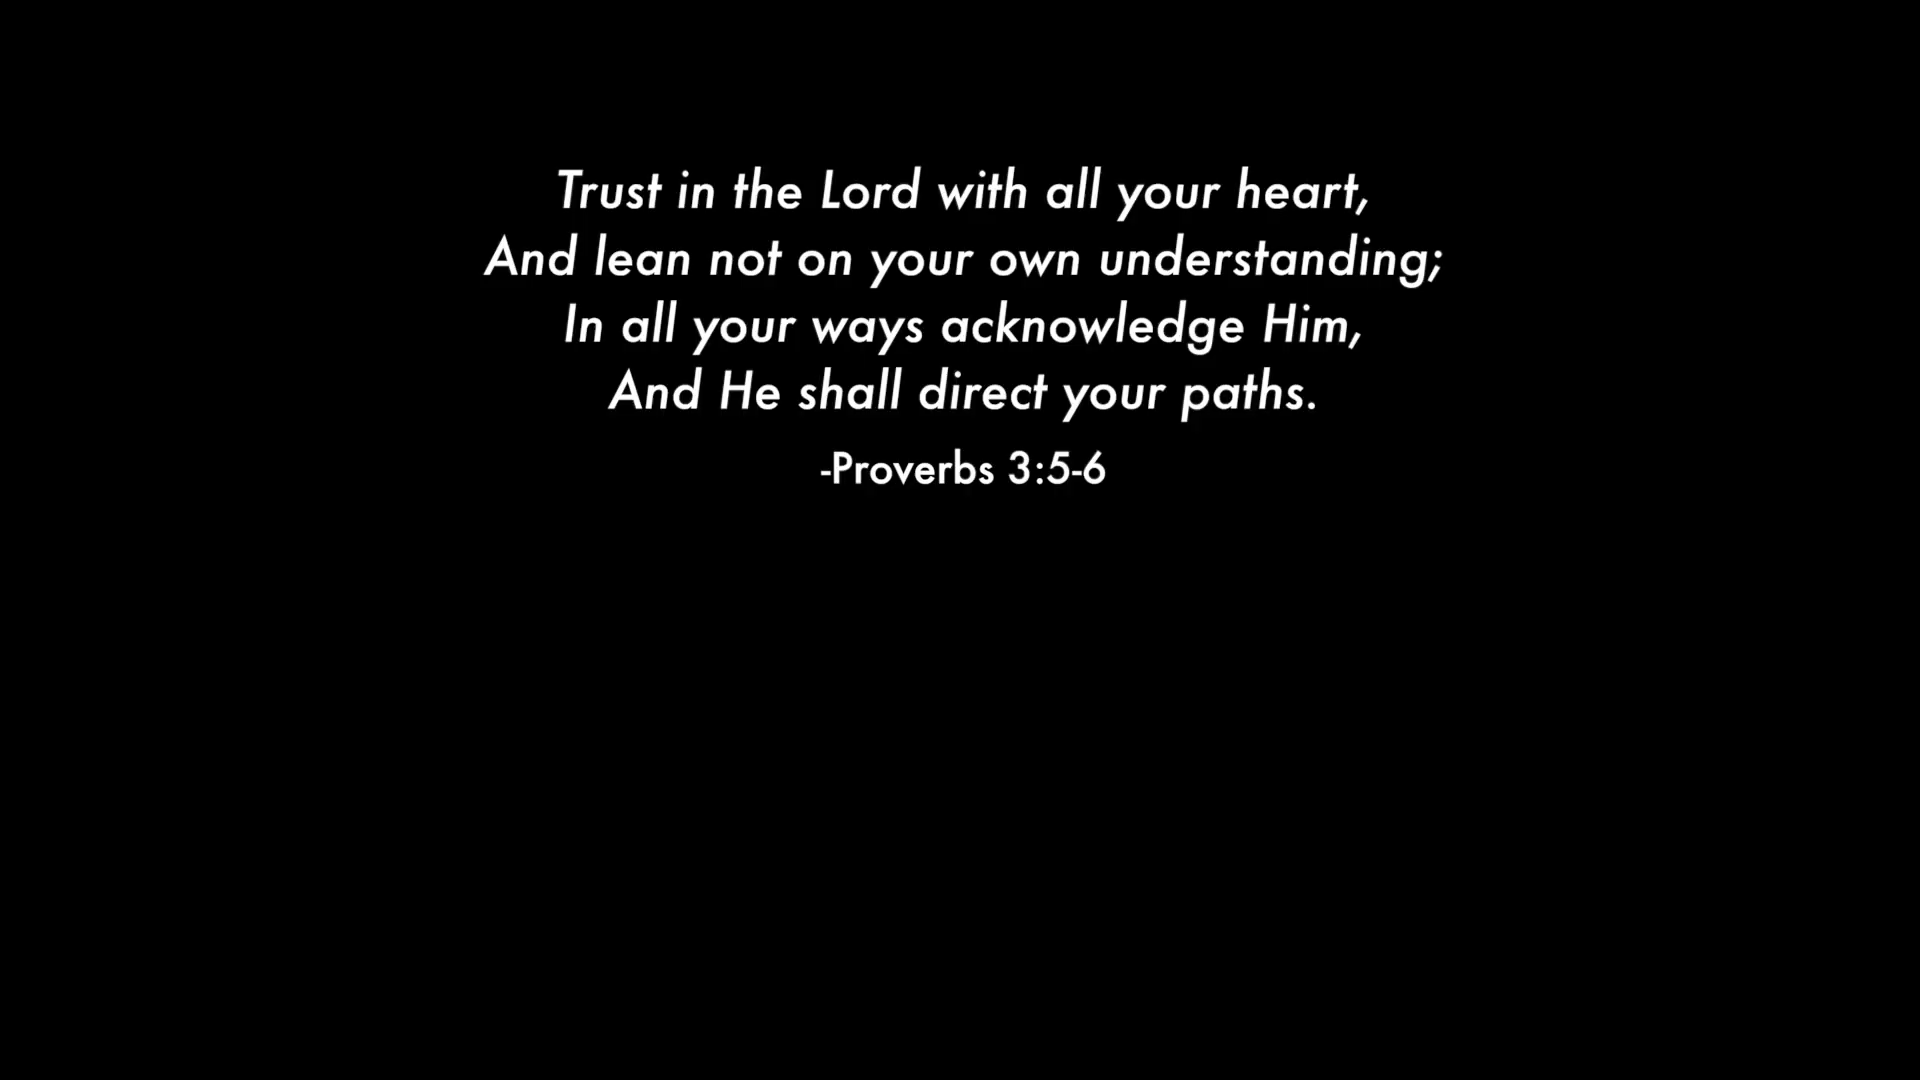 Trust in the Lord with all your heart,
And lean not on your own understanding;
In all your ways acknowledge Him,
And He shall direct your paths.
-Proverbs 3:5-6